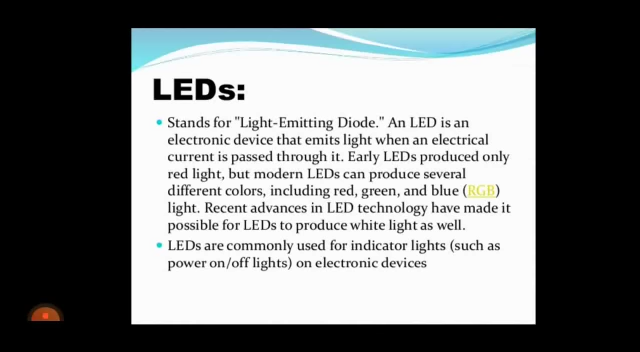 LEDs:
• Stands for "Light-Emitting Diode." An LED is an
electronic device that emits light when an electrical
current is passed through it. Early LEDs produced only
red light, but modern LEDs can produce several
different colors, including red, green, and blue (RGB)
light. Recent advances in LED technology have made it
possible for LEDs to produce white light as well.
• LEDs are commonly used for indicator lights (such as
power on/off lights) on electronic devices